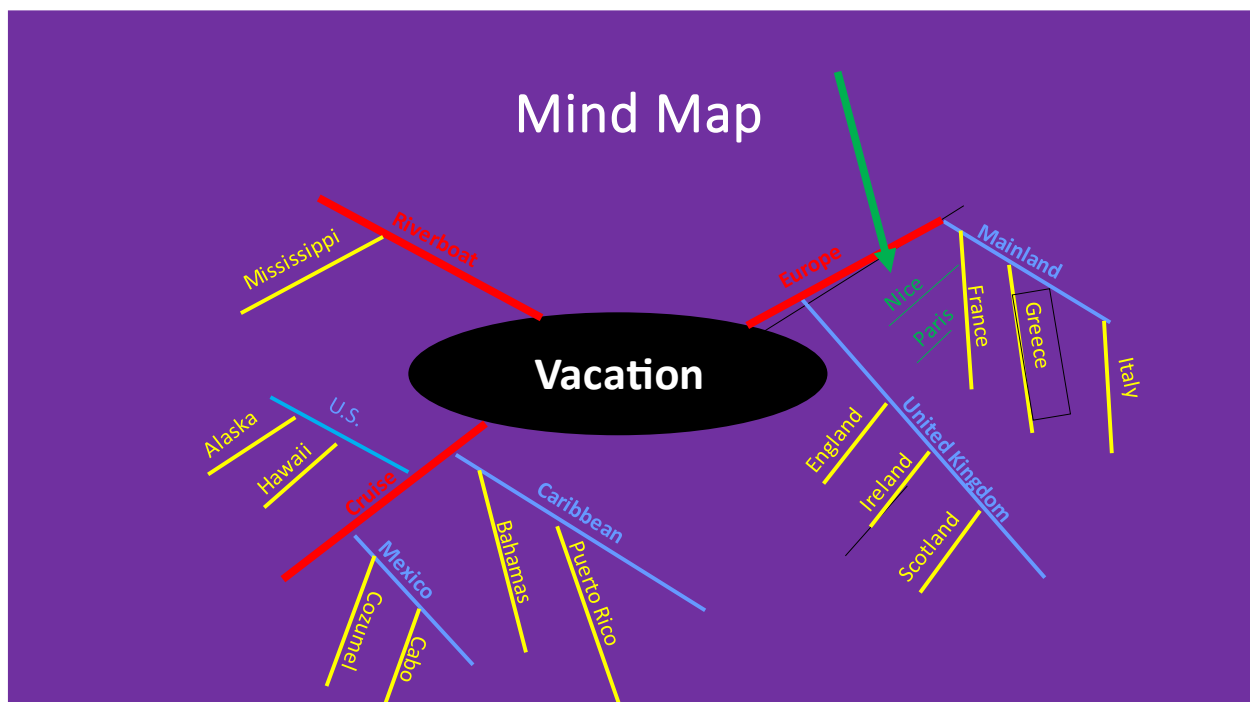 Mind Map
Riverboat
Mississippi
Europe
Mainland
Nice
Paris
France
Greece
Italy
Vacation
United Kingdom
England
Ireland
Scotland
U.S.
Alaska
Hawaii
Cruise
Caribbean
Bahamas
Puerto Rico
Mexico
Cozumel
Cabo